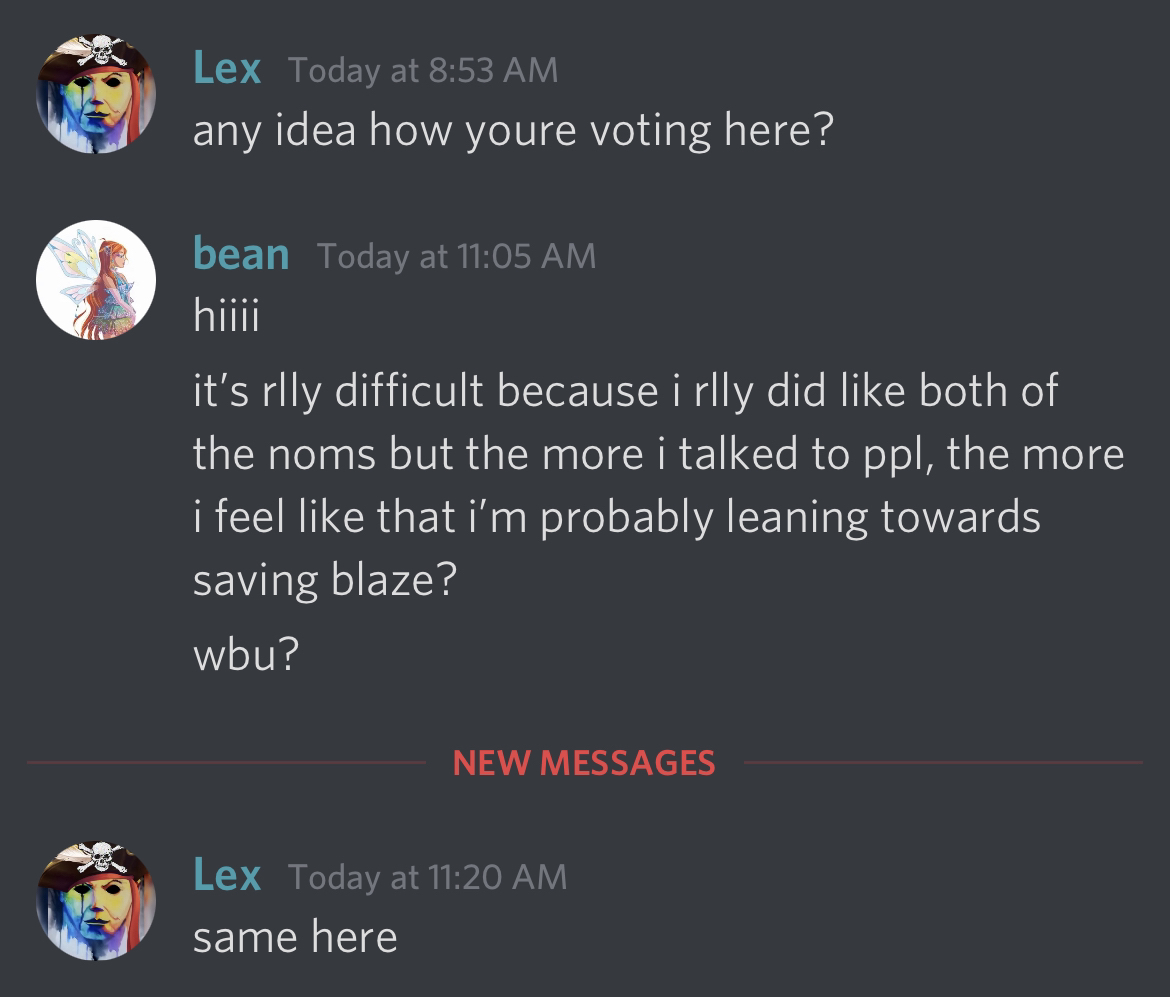 Lex Today at 8:53 AM
any idea how youre voting here?
bean Today at 11:05 AM
hiiii
it’s rlly difficult because i rlly did like both of
the noms but the more i talked to ppl, the more
i feel like that i’m probably leaning towards
saving blaze?
wbu?
NEW MESSAGES
Lex Today at 11:20 AM
same here